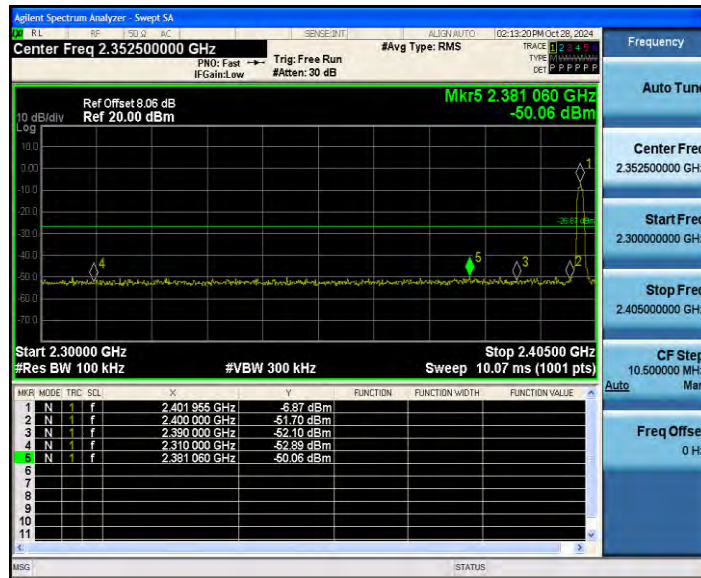 Agilent Spectrum Analyzer - Swept SA
RL RF 50 Ω AC SENSE:INT ALIGN AUTO 02:13:20 PM Oct 28, 2024
Center Freq 2.352500000 GHz #Avg Type: RMS TRACE 1 2 3 4 5 6
PNO: Fast Trig: Free Run TYPE
IFGain:Low #Atten: 30 dB DET P P P P P P
Ref Offset 8.06 dB Mkr5 2.381 060 GHz
10 dB/div Ref 20.00 dBm -50.06 dBm
Log
10.0
0.00
-10.0
-20.0
-26.87 dBm
-30.0
-40.0
-50.0
-60.0
-70.0
1
4 5 3 2
Start 2.30000 GHz Stop 2.40500 GHz
#Res BW 100 kHz #VBW 300 kHz Sweep 10.07 ms (1001 pts)
MKR MODE TRC SCL X Y FUNCTION FUNCTION WIDTH FUNCTION VALUE
1 N 1 f 2.401 955 GHz -6.87 dBm
2 N 1 f 2.400 000 GHz -51.70 dBm
3 N 1 f 2.390 000 GHz -52.10 dBm
4 N 1 f 2.310 000 GHz -52.89 dBm
5 N 1 f 2.381 060 GHz -50.06 dBm
6
7
8
9
10
11
MSG STATUS
Frequency
Auto Tune
Center Freq
2.352500000 GHz
Start Freq
2.300000000 GHz
Stop Freq
2.405000000 GHz
CF Step
10.500000 MHz
Auto Man
Freq Offset
0 Hz